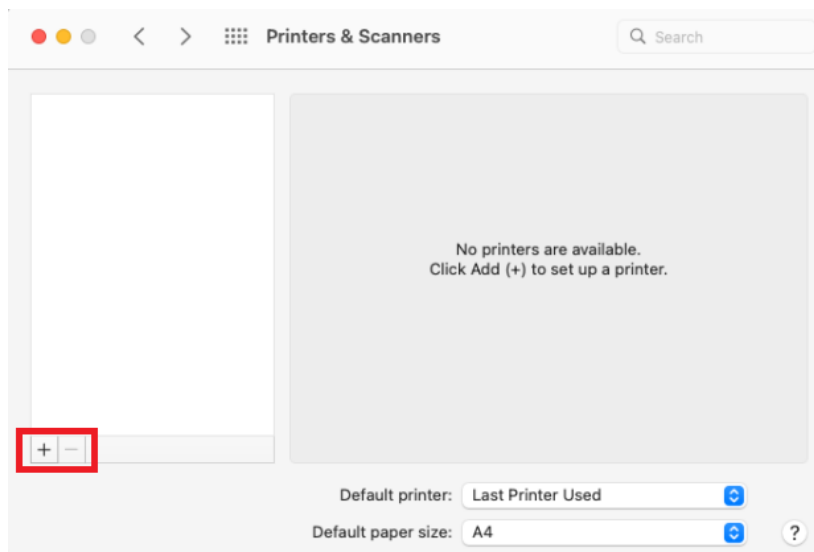 Printers & Scanners
Search
No printers are available.
Click Add (+) to set up a printer.
+ −
Default printer: Last Printer Used
Default paper size: A4
?